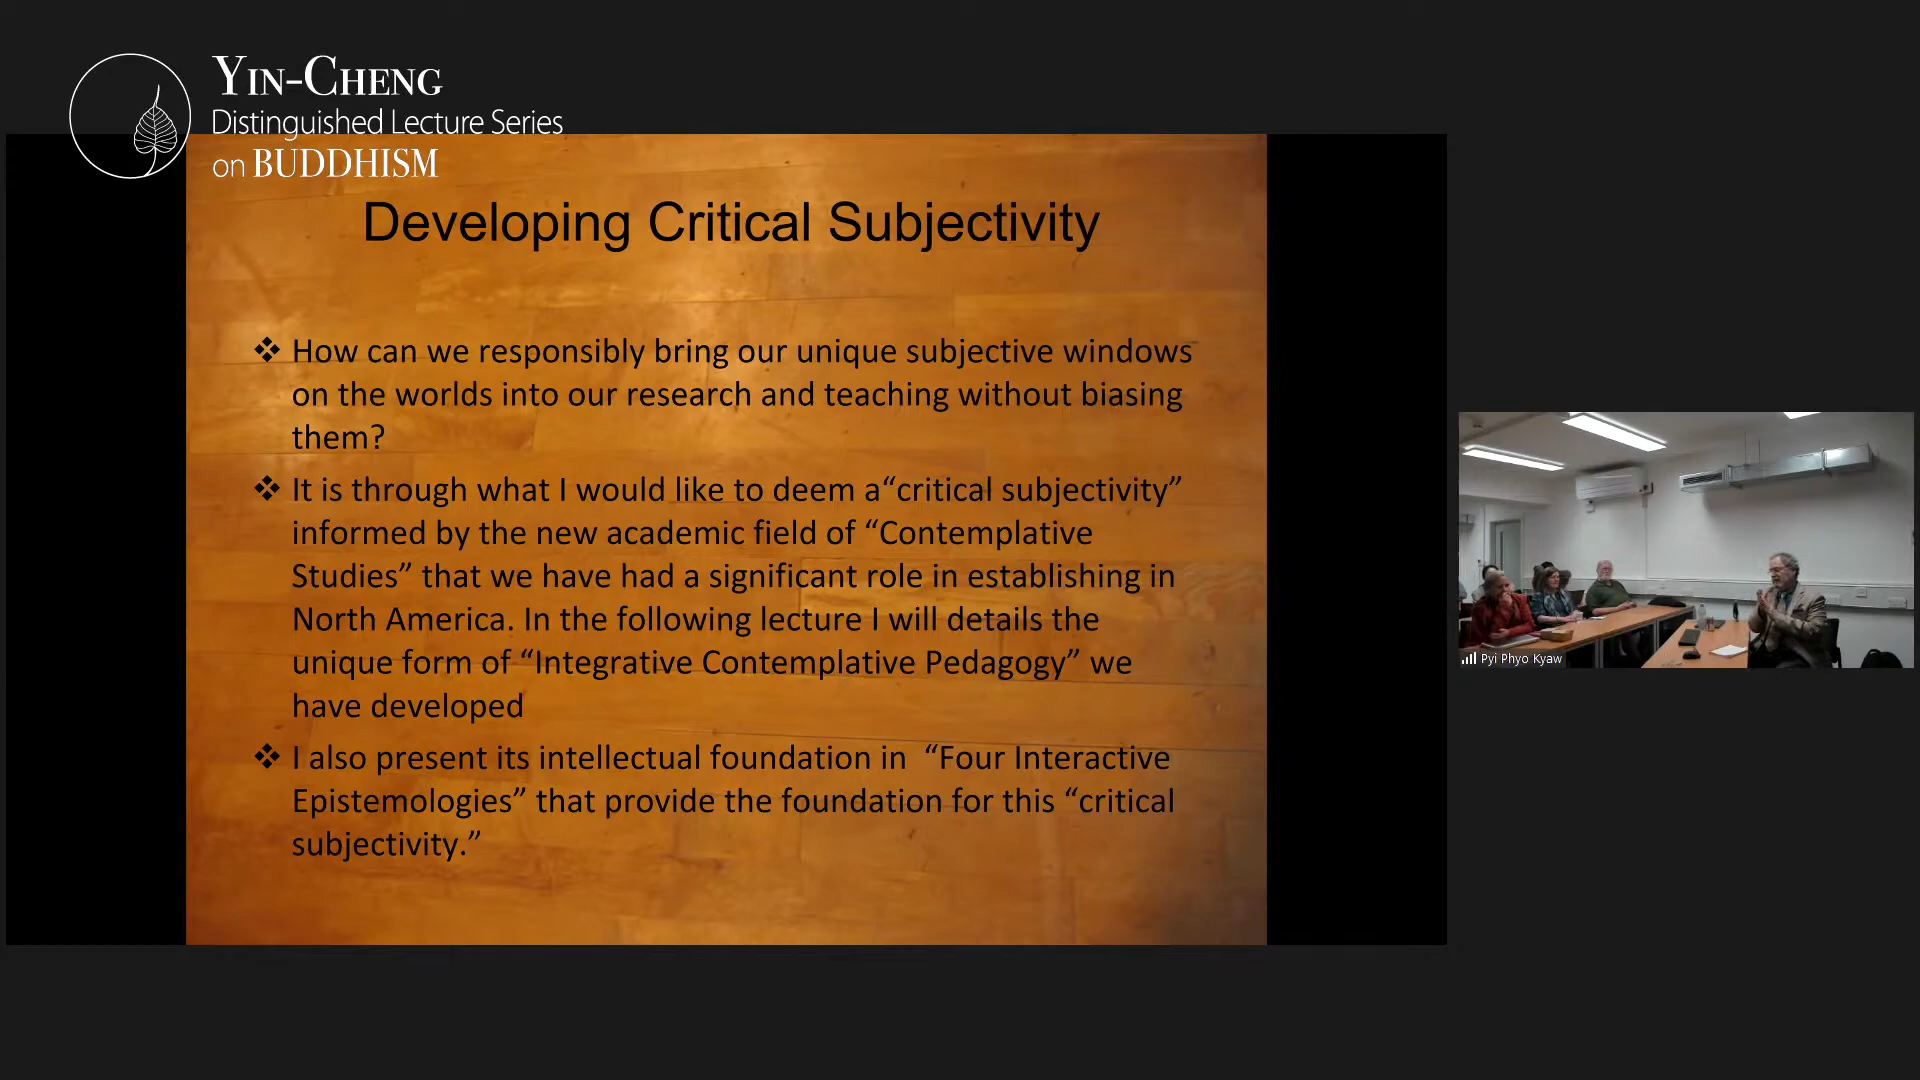 YIN-CHENG
Distinguished Lecture Series
on BUDDHISM
Developing Critical Subjectivity
❖ How can we responsibly bring our unique subjective windows
on the worlds into our research and teaching without biasing
them?
❖ It is through what I would like to deem a“critical subjectivity”
informed by the new academic field of “Contemplative
Studies” that we have had a significant role in establishing in
North America. In the following lecture I will details the
unique form of “Integrative Contemplative Pedagogy” we
have developed
❖ I also present its intellectual foundation in “Four Interactive
Epistemologies” that provide the foundation for this “critical
subjectivity.”
Pyi Phyo Kyaw